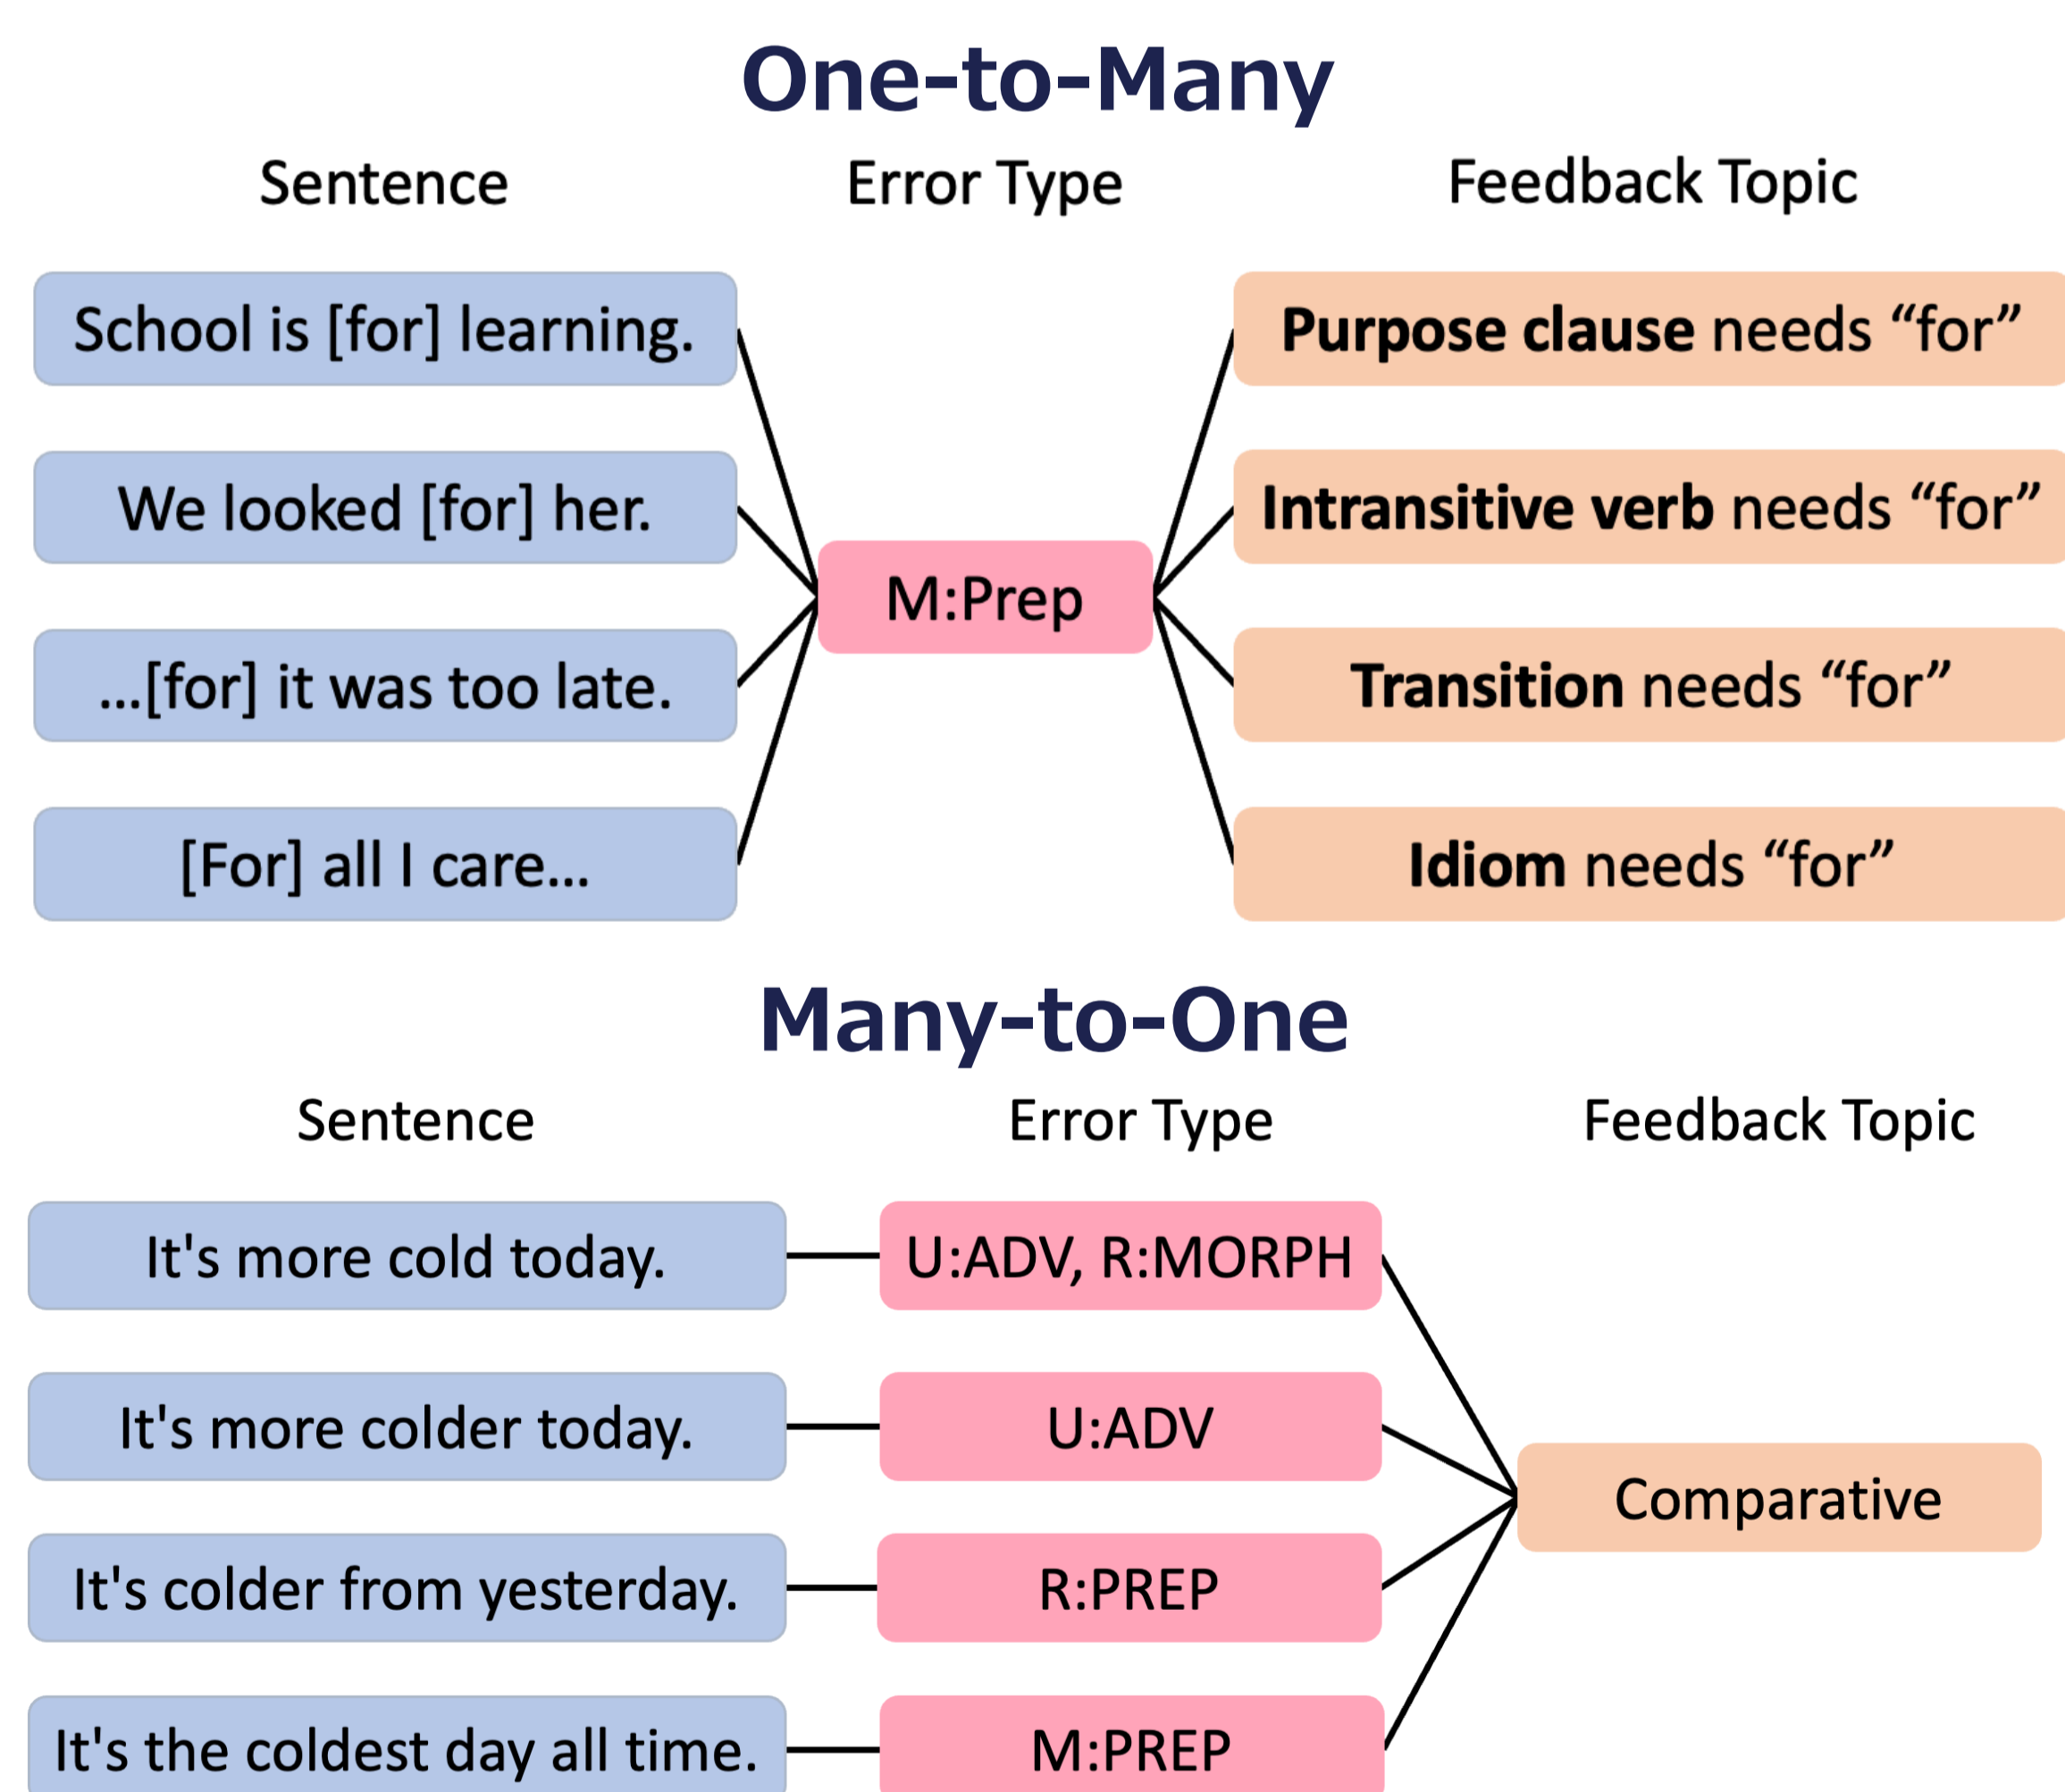 One-to-Many
Sentence Error Type Feedback Topic
School is [for] learning.
We looked [for] her.
...[for] it was too late.
[For] all I care...
M:Prep
Purpose clause needs “for”
Intransitive verb needs “for”
Transition needs “for”
Idiom needs “for”
Many-to-One
Sentence Error Type Feedback Topic
It's more cold today. U:ADV, R:MORPH
It's more colder today. U:ADV
It's colder from yesterday. R:PREP
It's the coldest day all time. M:PREP
Comparative